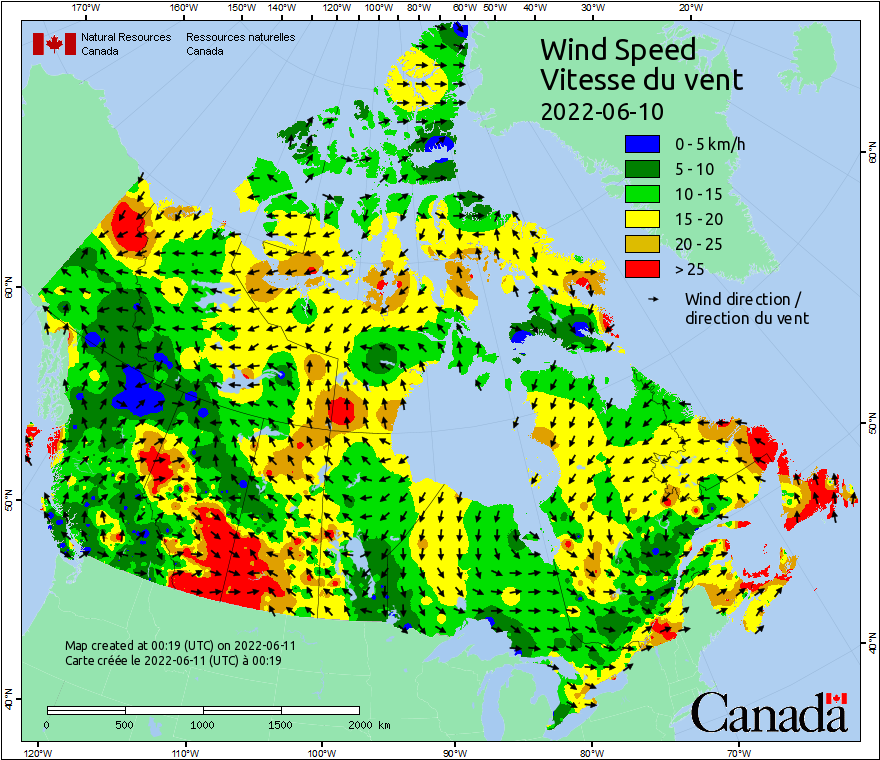 170°W 160°W 150°W 140°W 130°W 120°W 110°W 100°W 80°W 60°W 50°W 40°W 30°W 20°W
Natural Resources Ressources naturelles
Canada Canada
Wind Speed
Vitesse du vent
2022-06-10
0 - 5 km/h
5 - 10
10 - 15
15 - 20
20 - 25
> 25
Wind direction /
direction du vent
60°N
50°N
40°N
60°N
50°N
40°N
Map created at 00:19 (UTC) on 2022-06-11
Carte créée le 2022-06-11 (UTC) à 00:19
0 500 1000 1500 2000 km
Canada
120°W 110°W 100°W 90°W 80°W 70°W